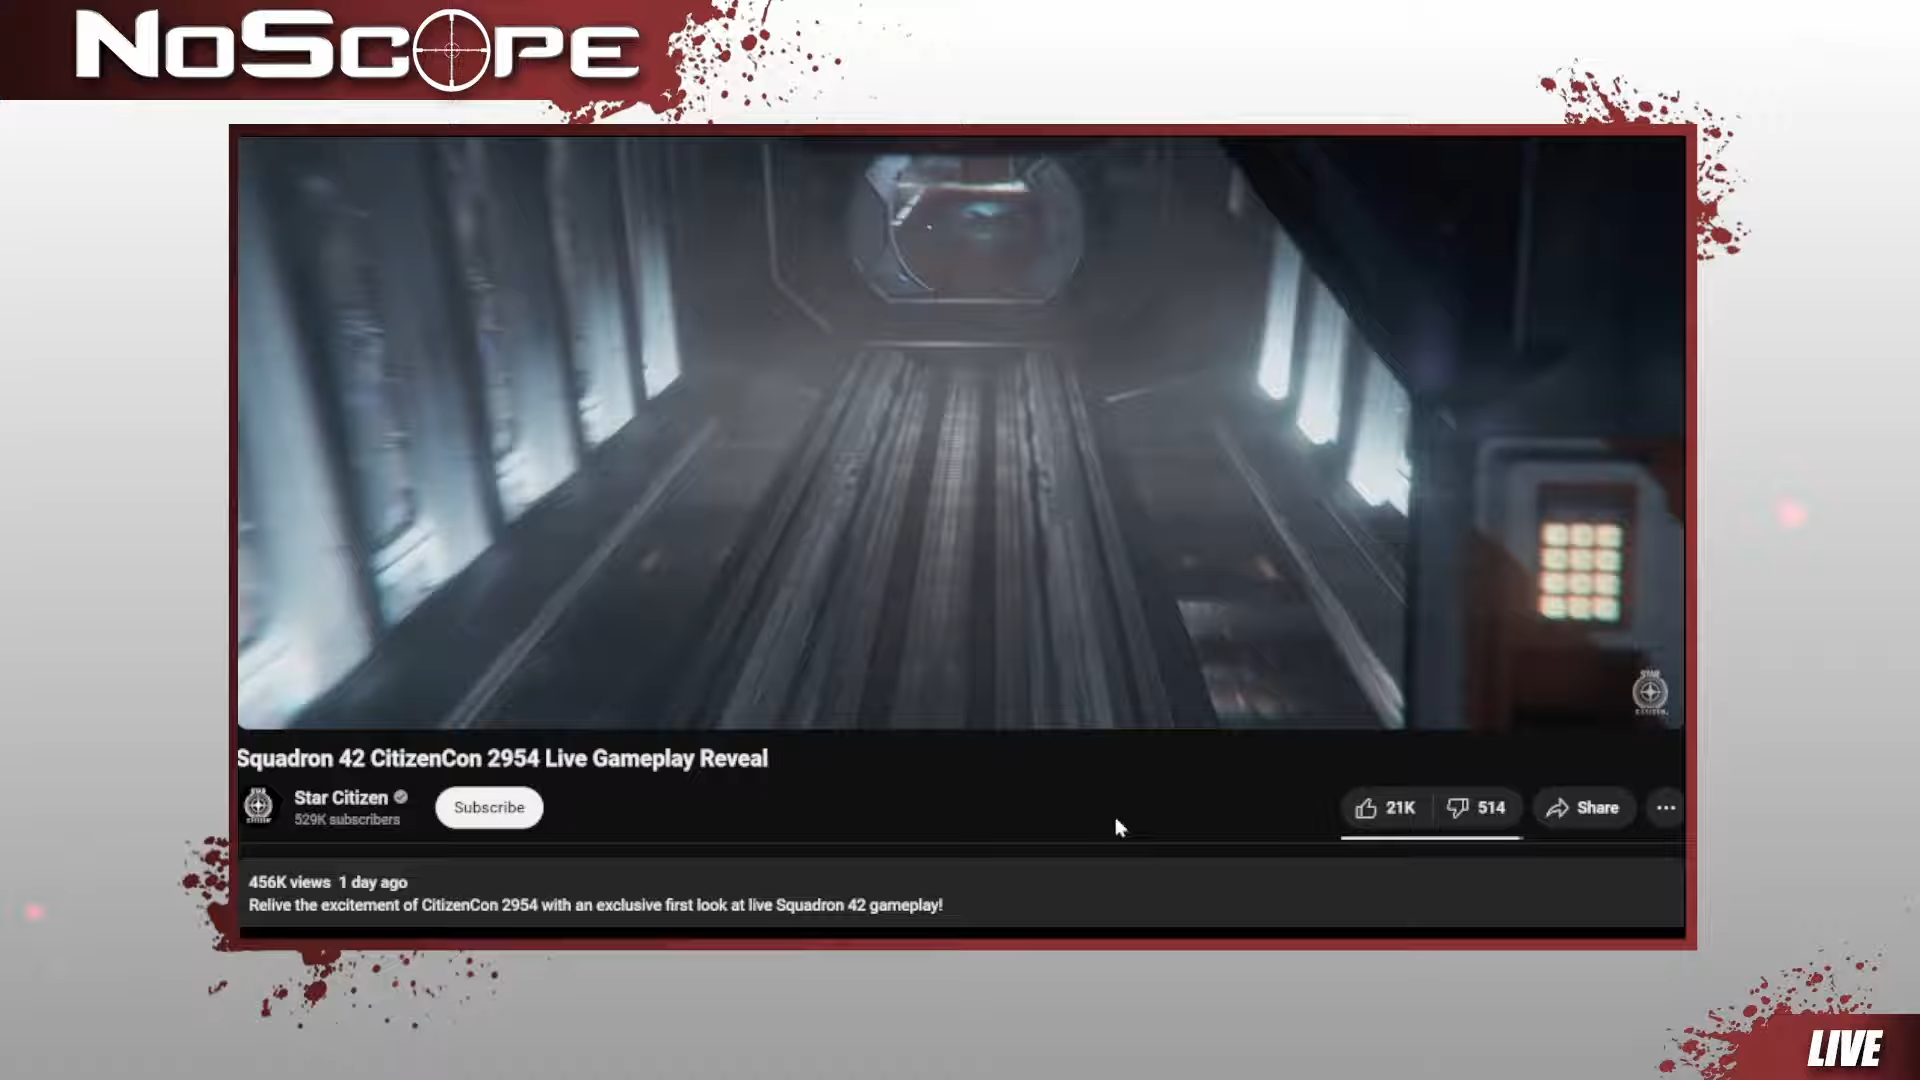 NoScope
STAR
CITIZEN
Squadron 42 CitizenCon 2954 Live Gameplay Reveal
Star Citizen
529K subscribers
Subscribe
21K
514
Share
456K views 1 day ago
Relive the excitement of CitizenCon 2954 with an exclusive first look at live Squadron 42 gameplay!
LIVE